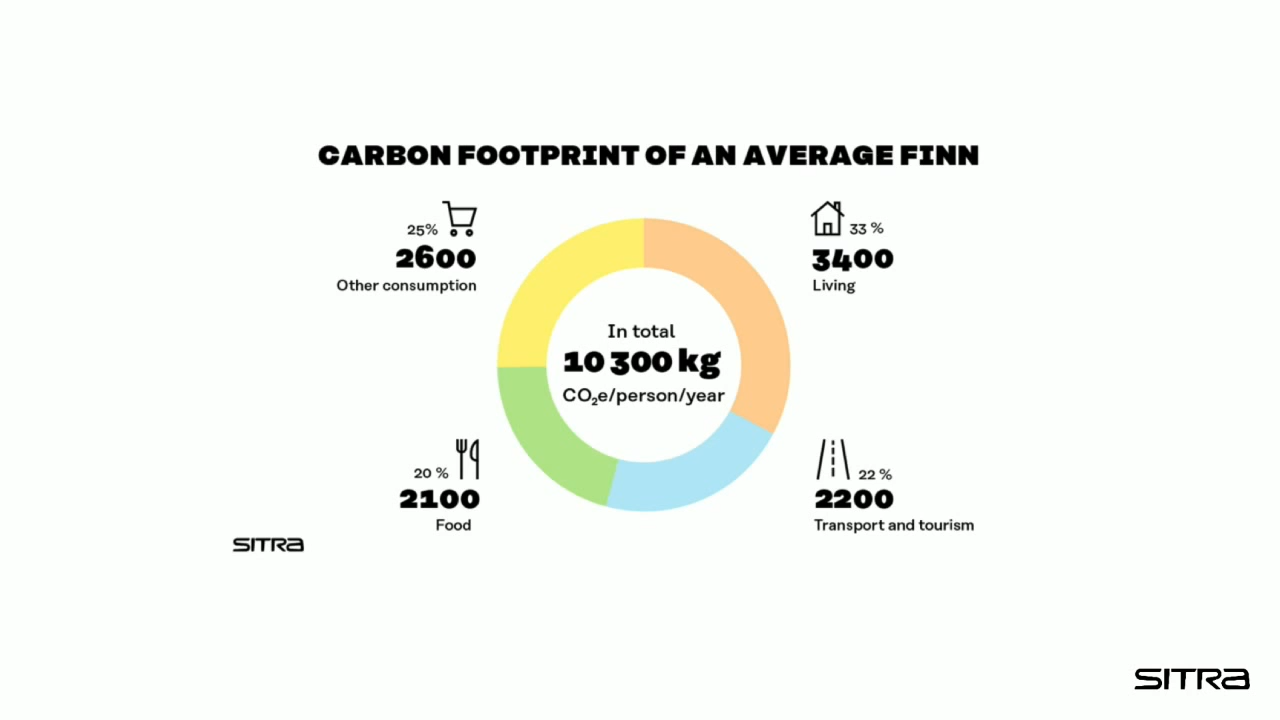 CARBON FOOTPRINT OF AN AVERAGE FINN
25%
2600
Other consumption
33 %
3400
Living
In total
10 300 kg
CO₂e/person/year
20 %
2100
Food
22 %
2200
Transport and tourism
SITRA
SITRA